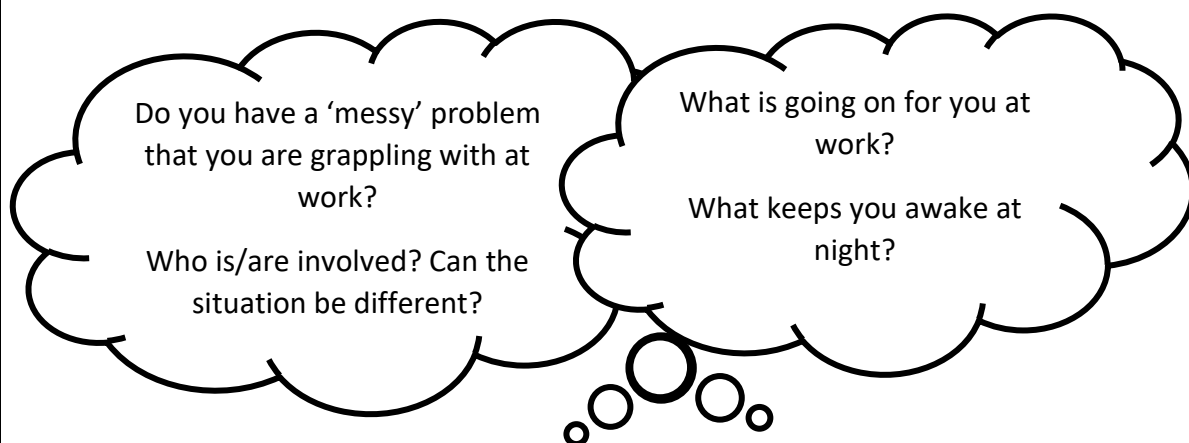 Do you have a ‘messy’ problem
that you are grappling with at
work?
Who is/are involved? Can the
situation be different?
What is going on for you at
work?
What keeps you awake at
night?